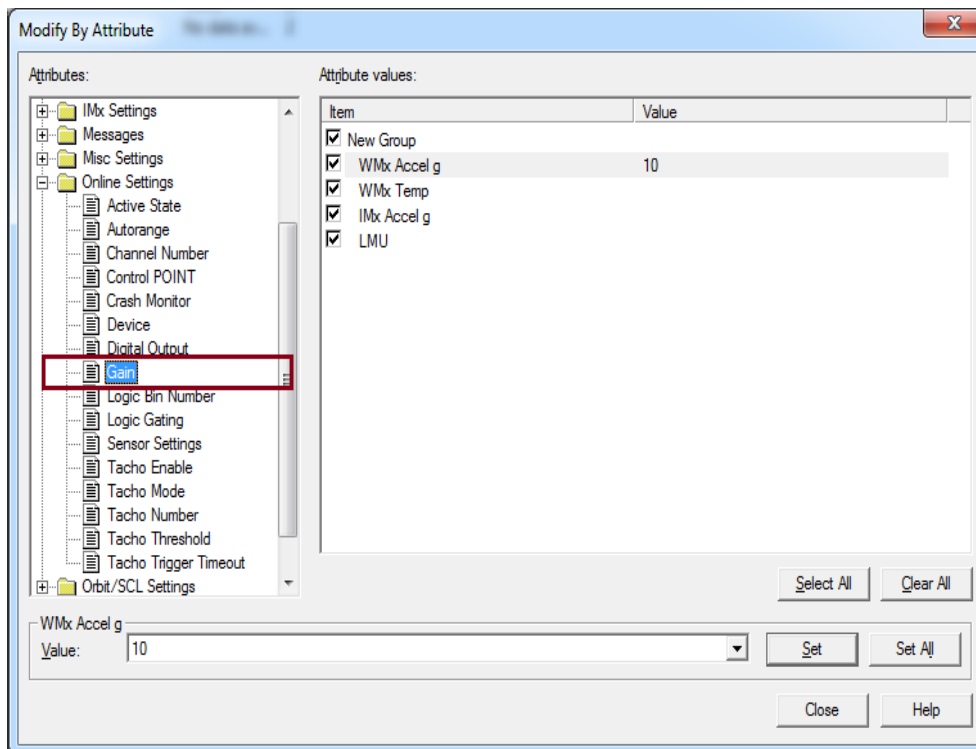 Modify By Attribute
Attributes:
IMx Settings
Messages
Misc Settings
Online Settings
Active State
Autorange
Channel Number
Control POINT
Crash Monitor
Device
Digital Output
Gain
Logic Bin Number
Logic Gating
Sensor Settings
Tacho Enable
Tacho Mode
Tacho Number
Tacho Threshold
Tacho Trigger Timeout
Orbit/SCL Settings
Attribute values:
Item Value
New Group
WMx Accel g 10
WMx Temp
IMx Accel g
LMU
Select All Clear All
WMx Accel g
Value: 10 Set Set All
Close Help